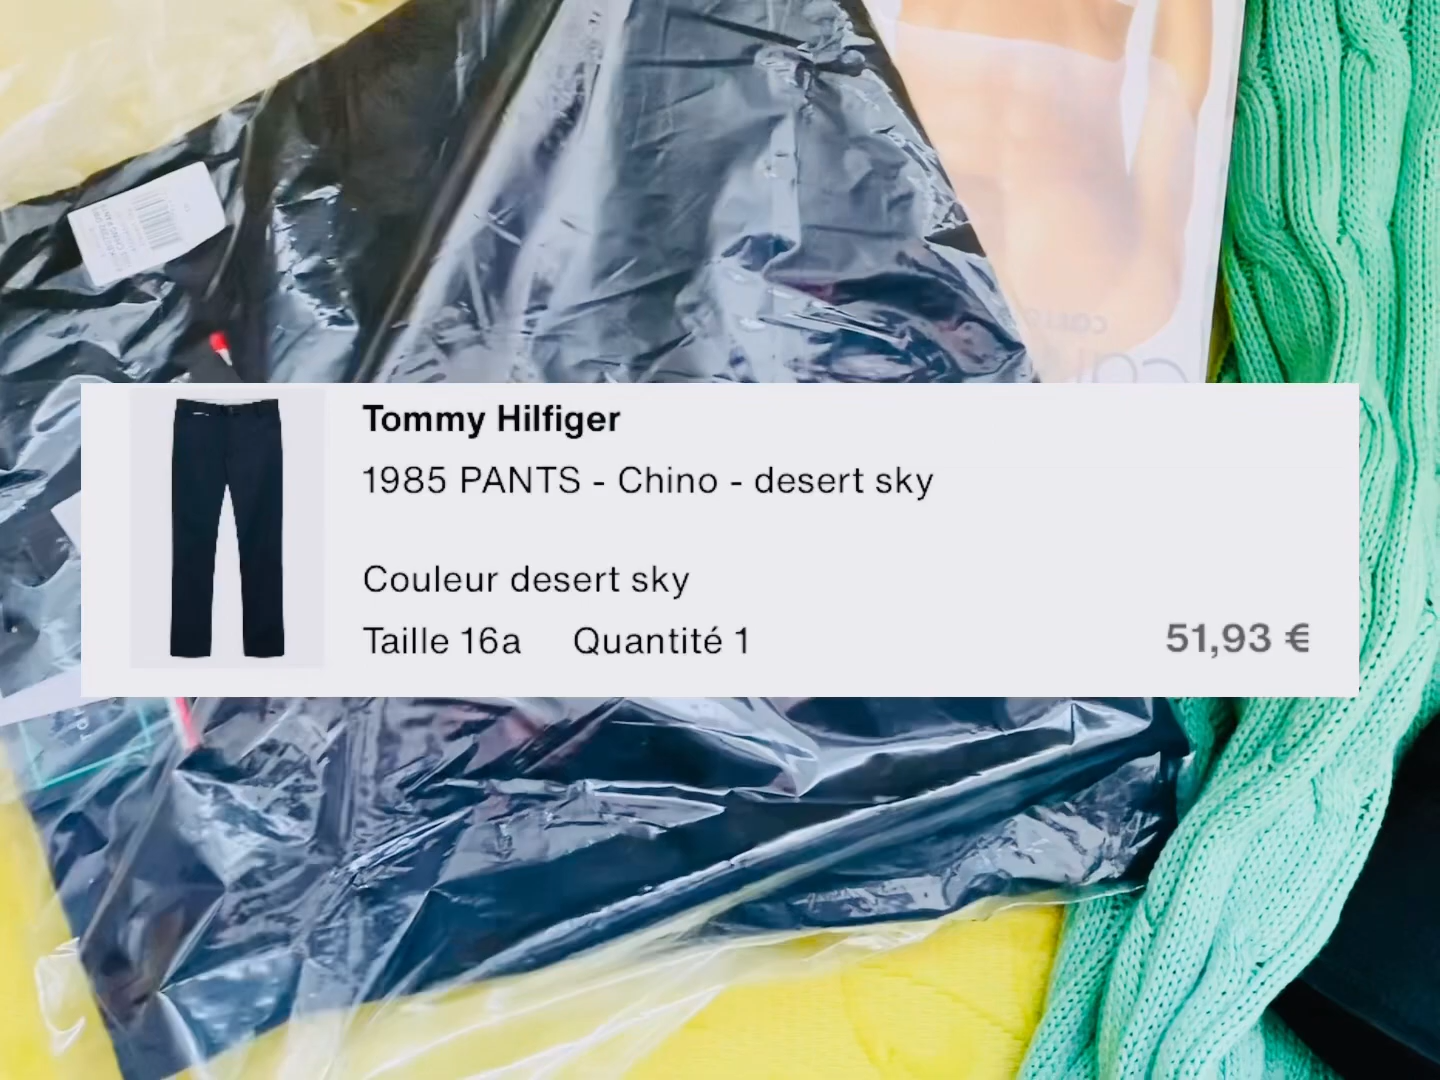 Tommy Hilfiger
1985 PANTS - Chino - desert sky
Couleur desert sky
Taille 16a Quantité 1
51,93 €